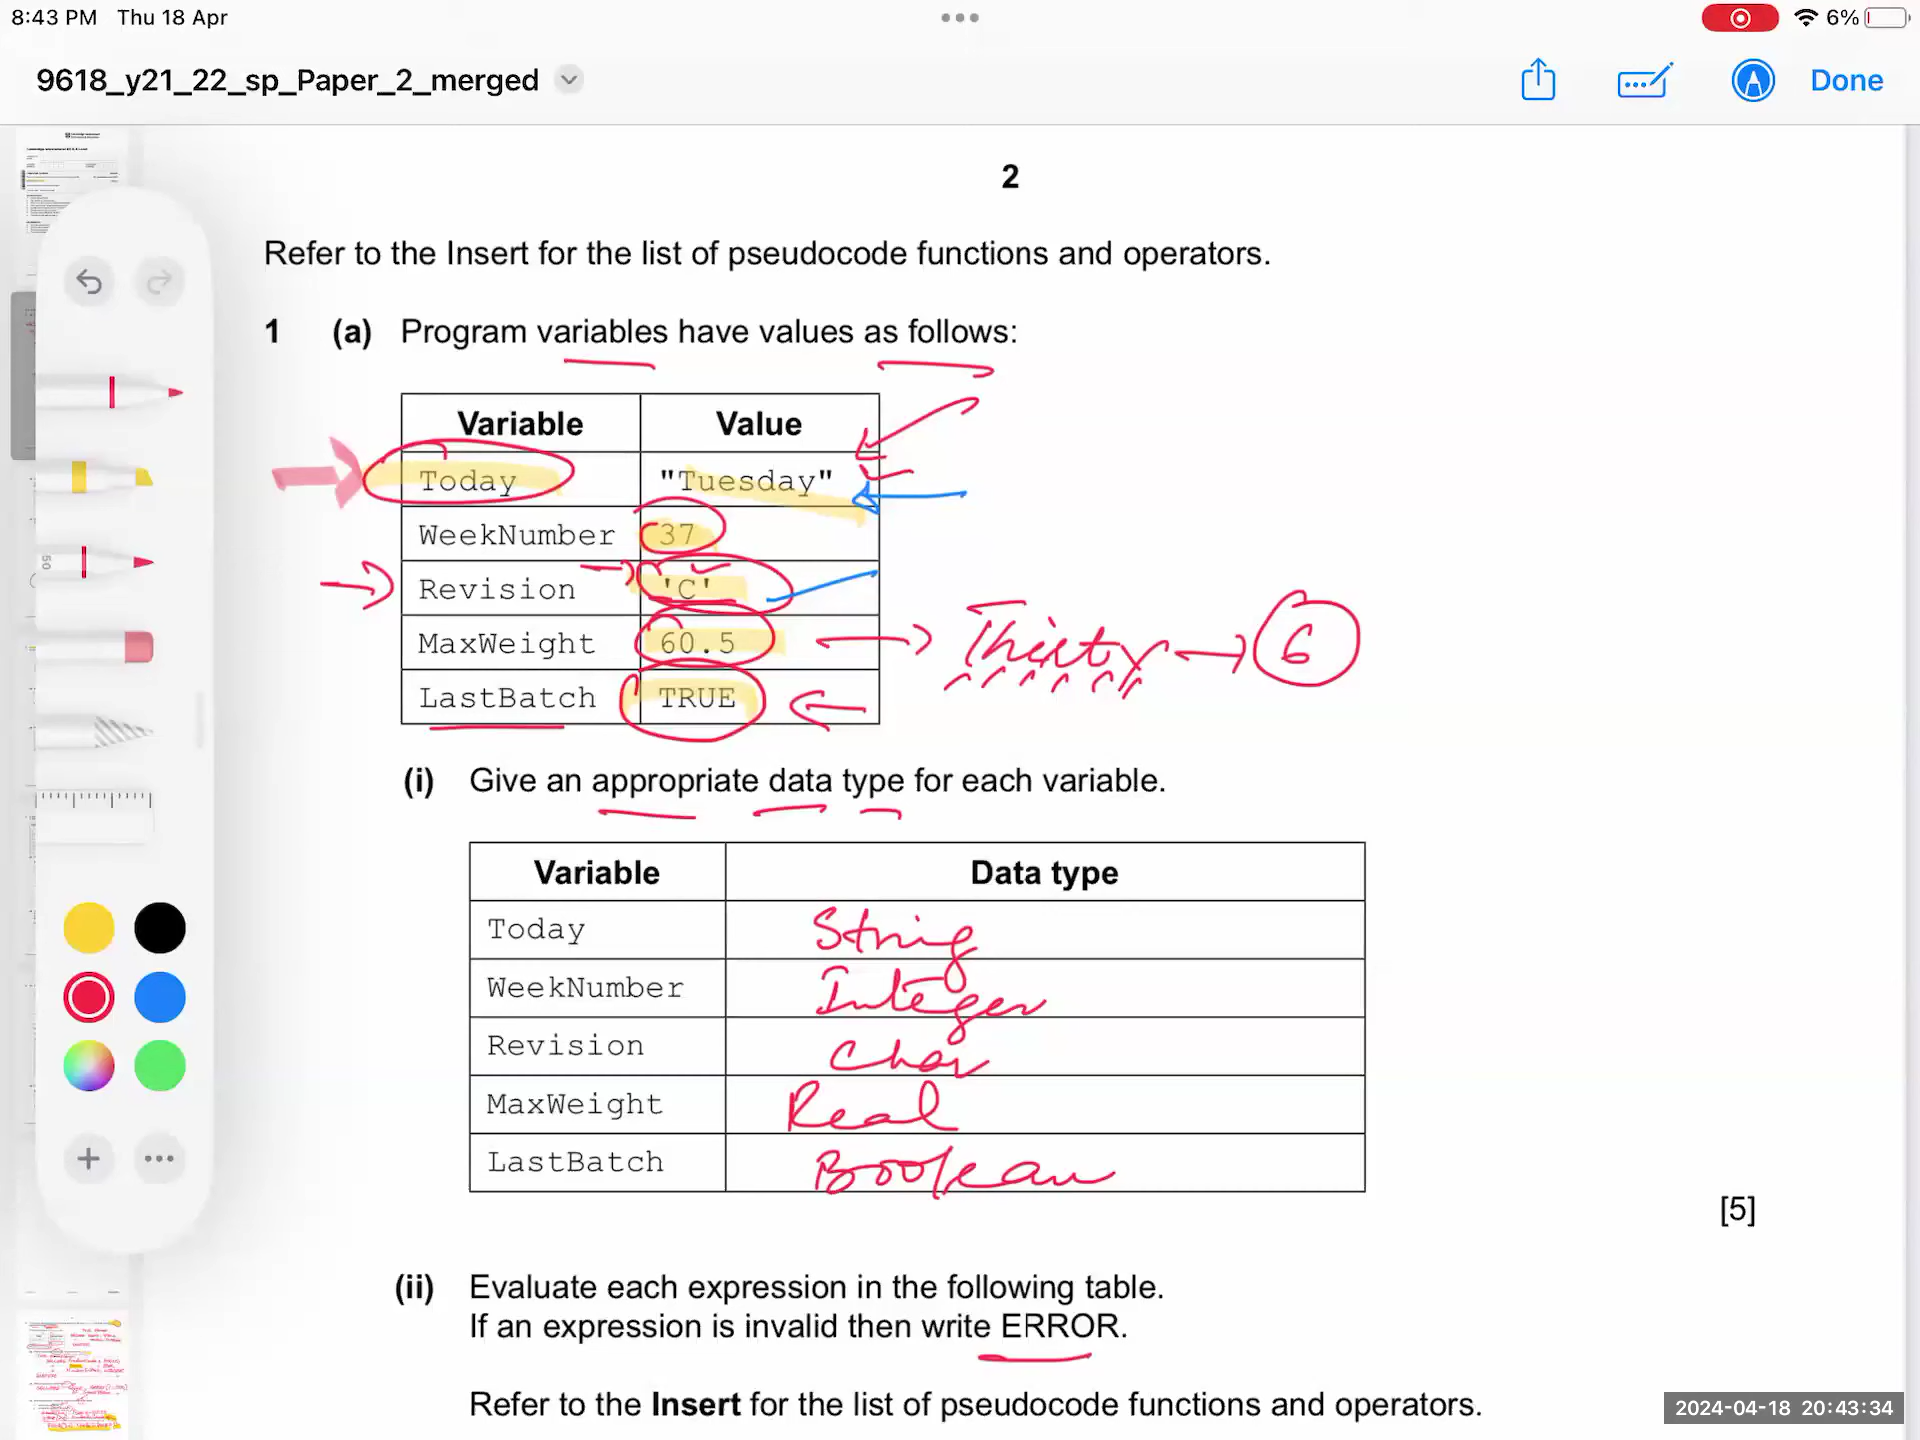 8:43 PM Thu 18 Apr
6%
9618_y21_22_sp_Paper_2_merged
Done
2
Refer to the Insert for the list of pseudocode functions and operators.
1 (a) Program variables have values as follows:
Variable Value
Today "Tuesday"
WeekNumber 37
Revision 'C'
MaxWeight 60.5
Thirty 6
LastBatch TRUE
(i) Give an appropriate data type for each variable.
Variable Data type
Today String
WeekNumber Integer
Revision Char
MaxWeight Real
LastBatch Boolean
[5]
(ii) Evaluate each expression in the following table.
If an expression is invalid then write ERROR.
Refer to the Insert for the list of pseudocode functions and operators.
2024-04-18 20:43:34
50